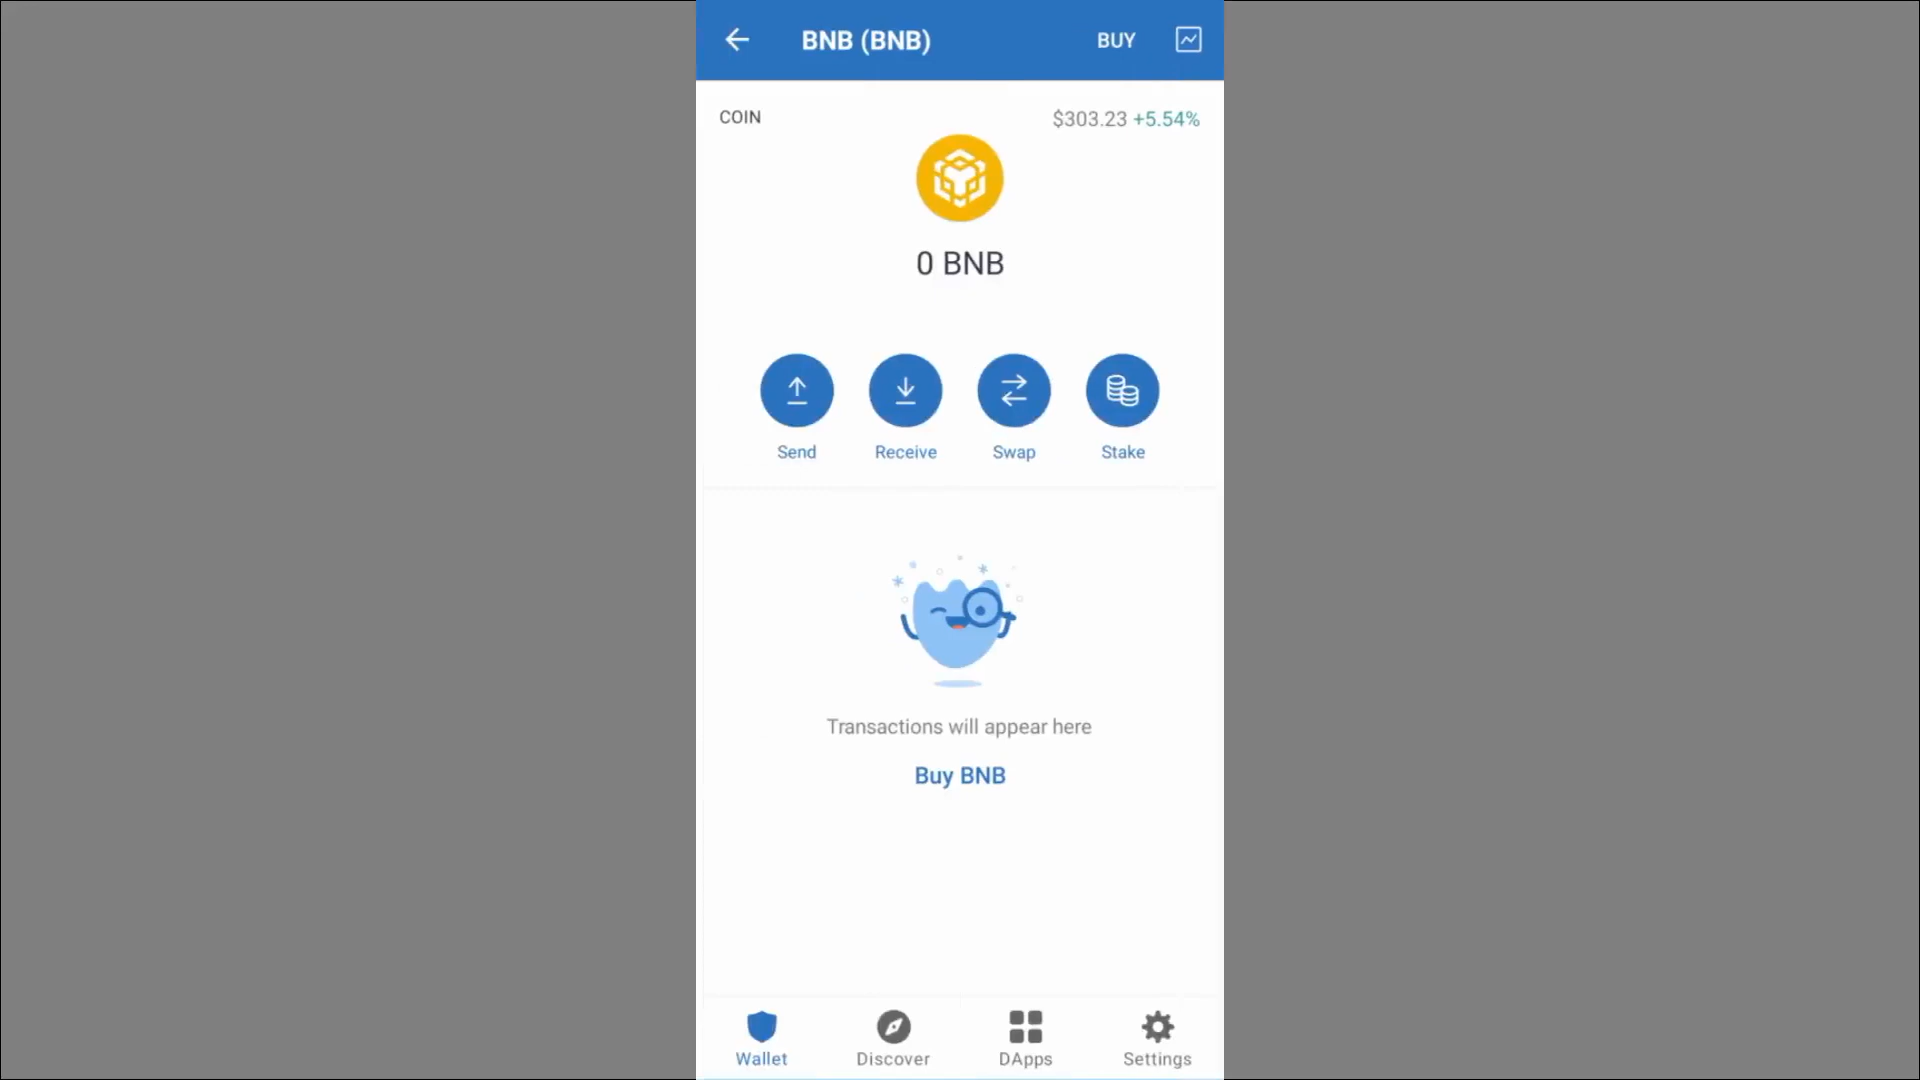 BNB (BNB) BUY
COIN $303.23 +5.54%
0 BNB
Send Receive Swap Stake
Transactions will appear here
Buy BNB
Wallet Discover DApps Settings